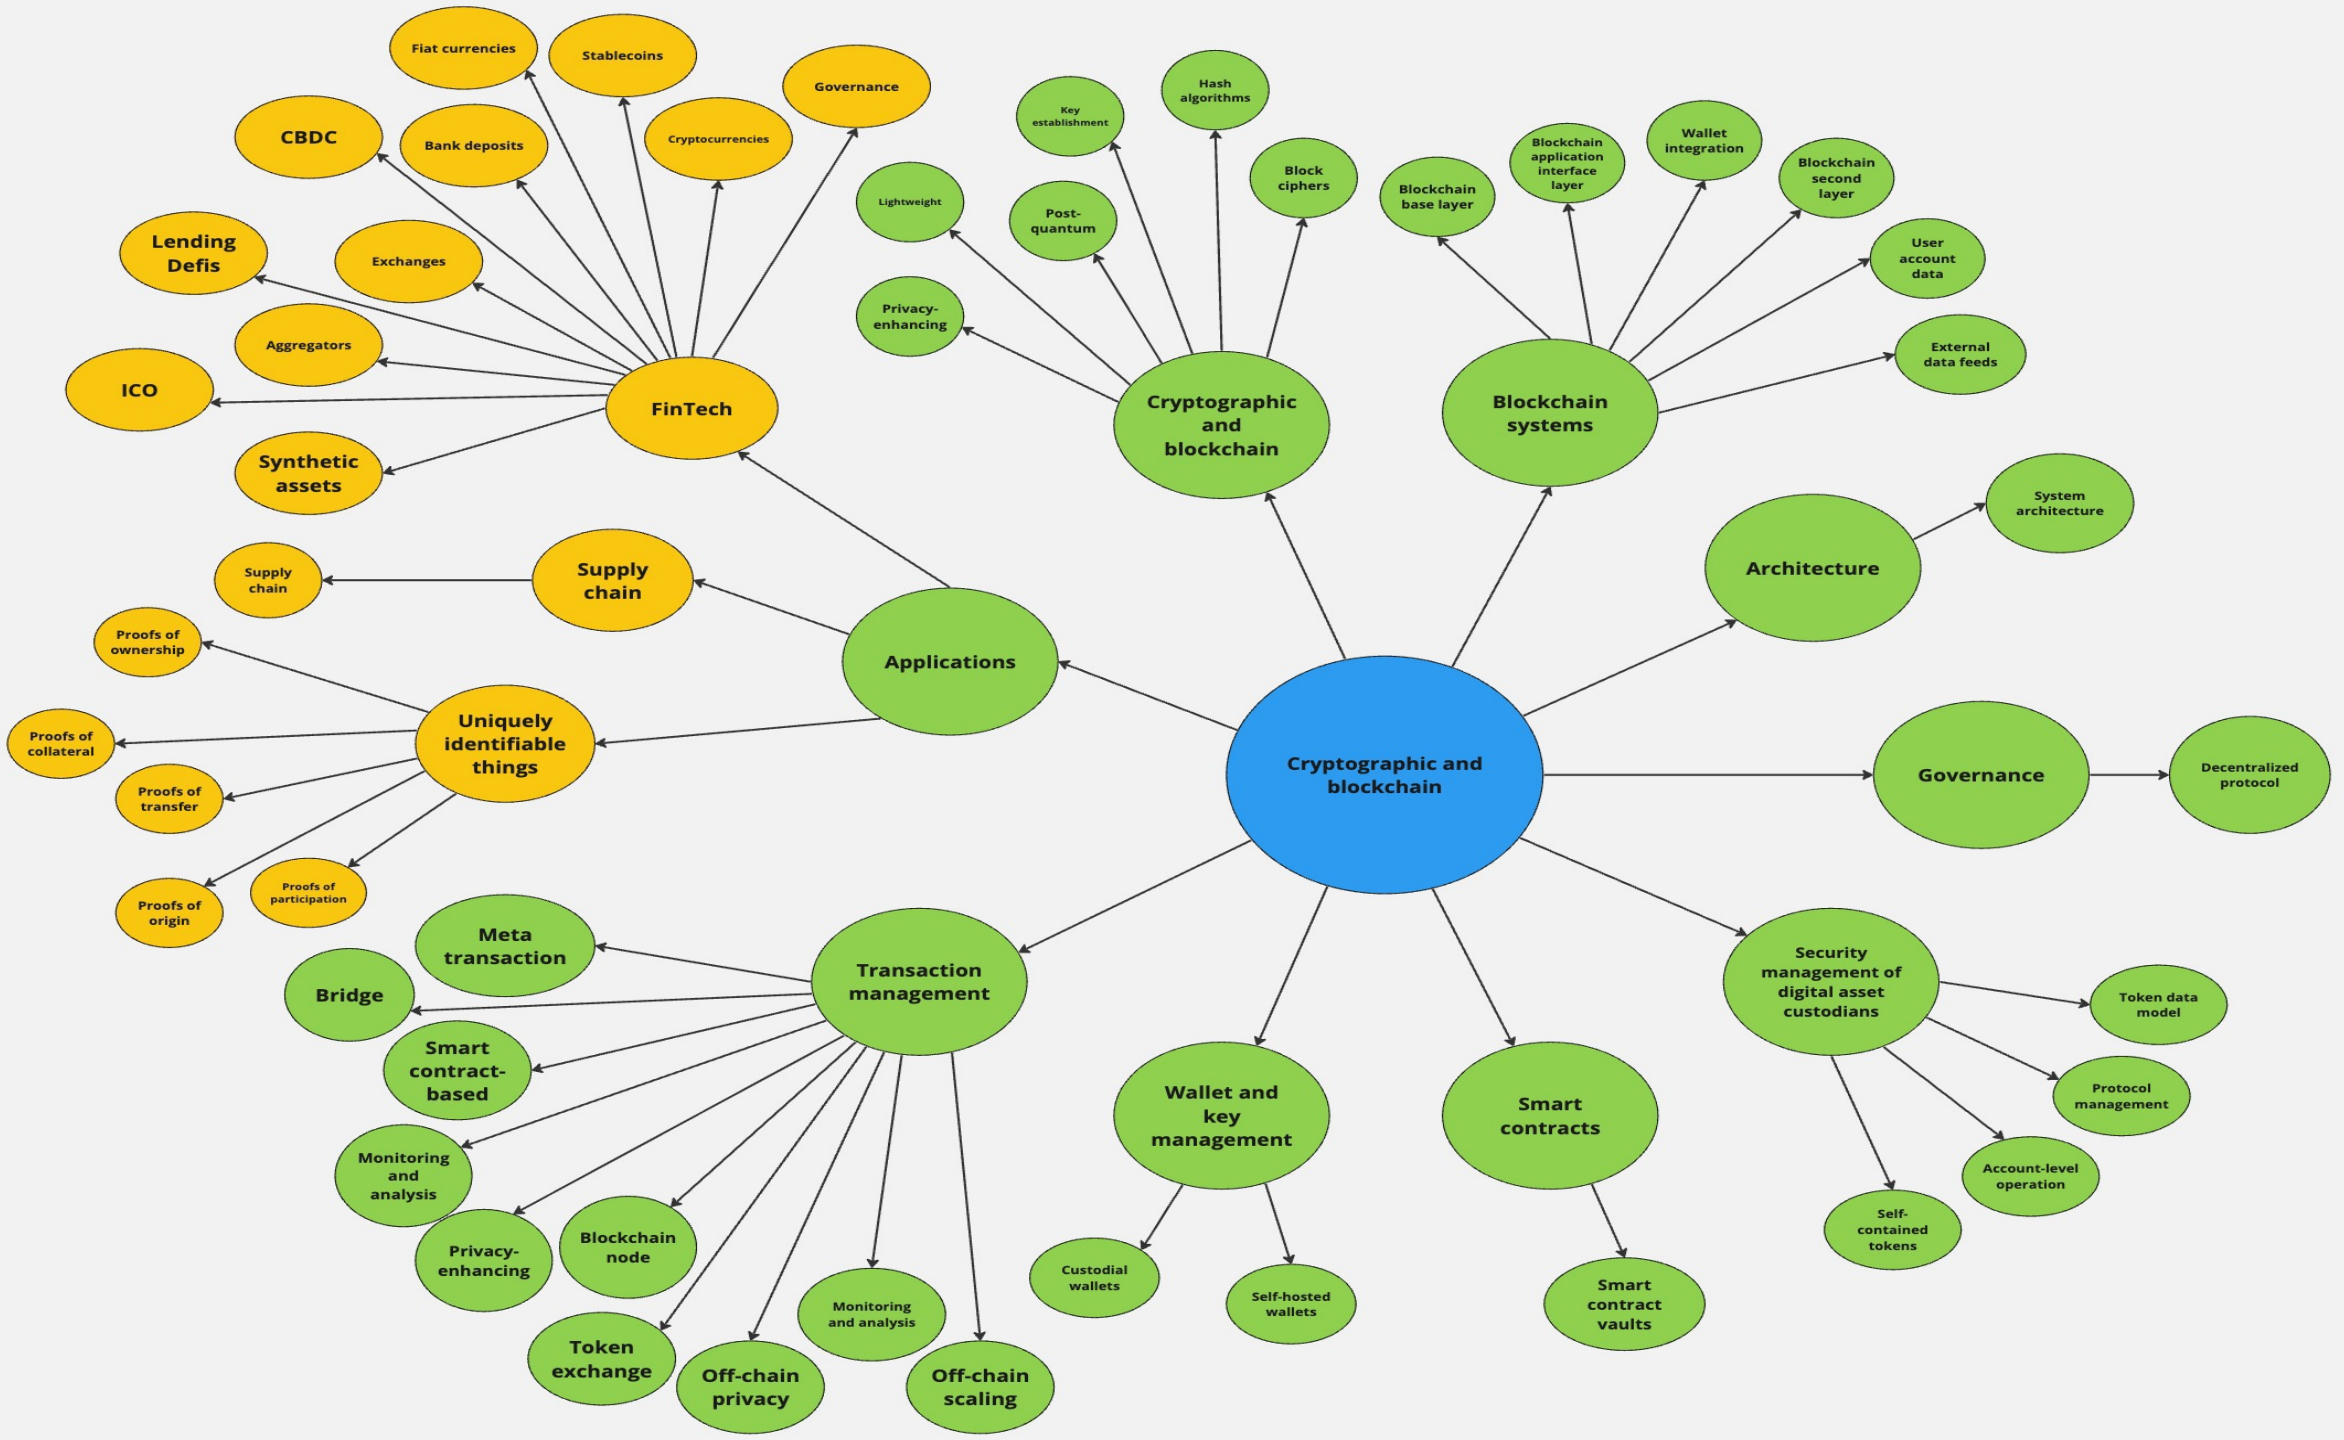 Fiat currencies
Stablecoins
Governance
CBDC
Bank deposits
Cryptocurrencies
Lending
Defis
Exchanges
Aggregators
ICO
FinTech
Synthetic
assets
Supply
chain
Supply
chain
Proofs of
ownership
Proofs of
collateral
Uniquely
identifiable
things
Proofs of
transfer
Proofs of
origin
Proofs of
participation
Applications
Key
establishment
Hash
algorithms
Block
ciphers
Lightweight
Post-
quantum
Privacy-
enhancing
Cryptographic
and
blockchain
Blockchain
base layer
Blockchain
application
interface
layer
Wallet
integration
Blockchain
second
layer
User
account
data
External
data feeds
Blockchain
systems
System
architecture
Architecture
Cryptographic and
blockchain
Governance
Decentralized
protocol
Meta
transaction
Bridge
Transaction
management
Smart
contract-
based
Monitoring
and
analysis
Privacy-
enhancing
Blockchain
node
Token
exchange
Off-chain
privacy
Monitoring
and analysis
Off-chain
scaling
Wallet and
key
management
Custodial
wallets
Self-hosted
wallets
Smart
contracts
Smart
contract
vaults
Security
management of
digital asset
custodians
Token data
model
Protocol
management
Account-level
operation
Self-
contained
tokens